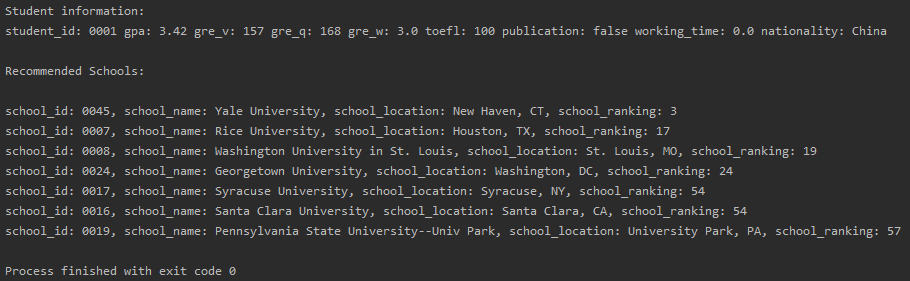 Student information:
student_id: 0001 gpa: 3.42 gre_v: 157 gre_q: 168 gre_w: 3.0 toefl: 100 publication: false working_time: 0.0 nationality: China
Recommended Schools:
school_id: 0045, school_name: Yale University, school_location: New Haven, CT, school_ranking: 3
school_id: 0007, school_name: Rice University, school_location: Houston, TX, school_ranking: 17
school_id: 0008, school_name: Washington University in St. Louis, school_location: St. Louis, MO, school_ranking: 19
school_id: 0024, school_name: Georgetown University, school_location: Washington, DC, school_ranking: 24
school_id: 0017, school_name: Syracuse University, school_location: Syracuse, NY, school_ranking: 54
school_id: 0016, school_name: Santa Clara University, school_location: Santa Clara, CA, school_ranking: 54
school_id: 0019, school_name: Pennsylvania State University--Univ Park, school_location: University Park, PA, school_ranking: 57
Process finished with exit code 0